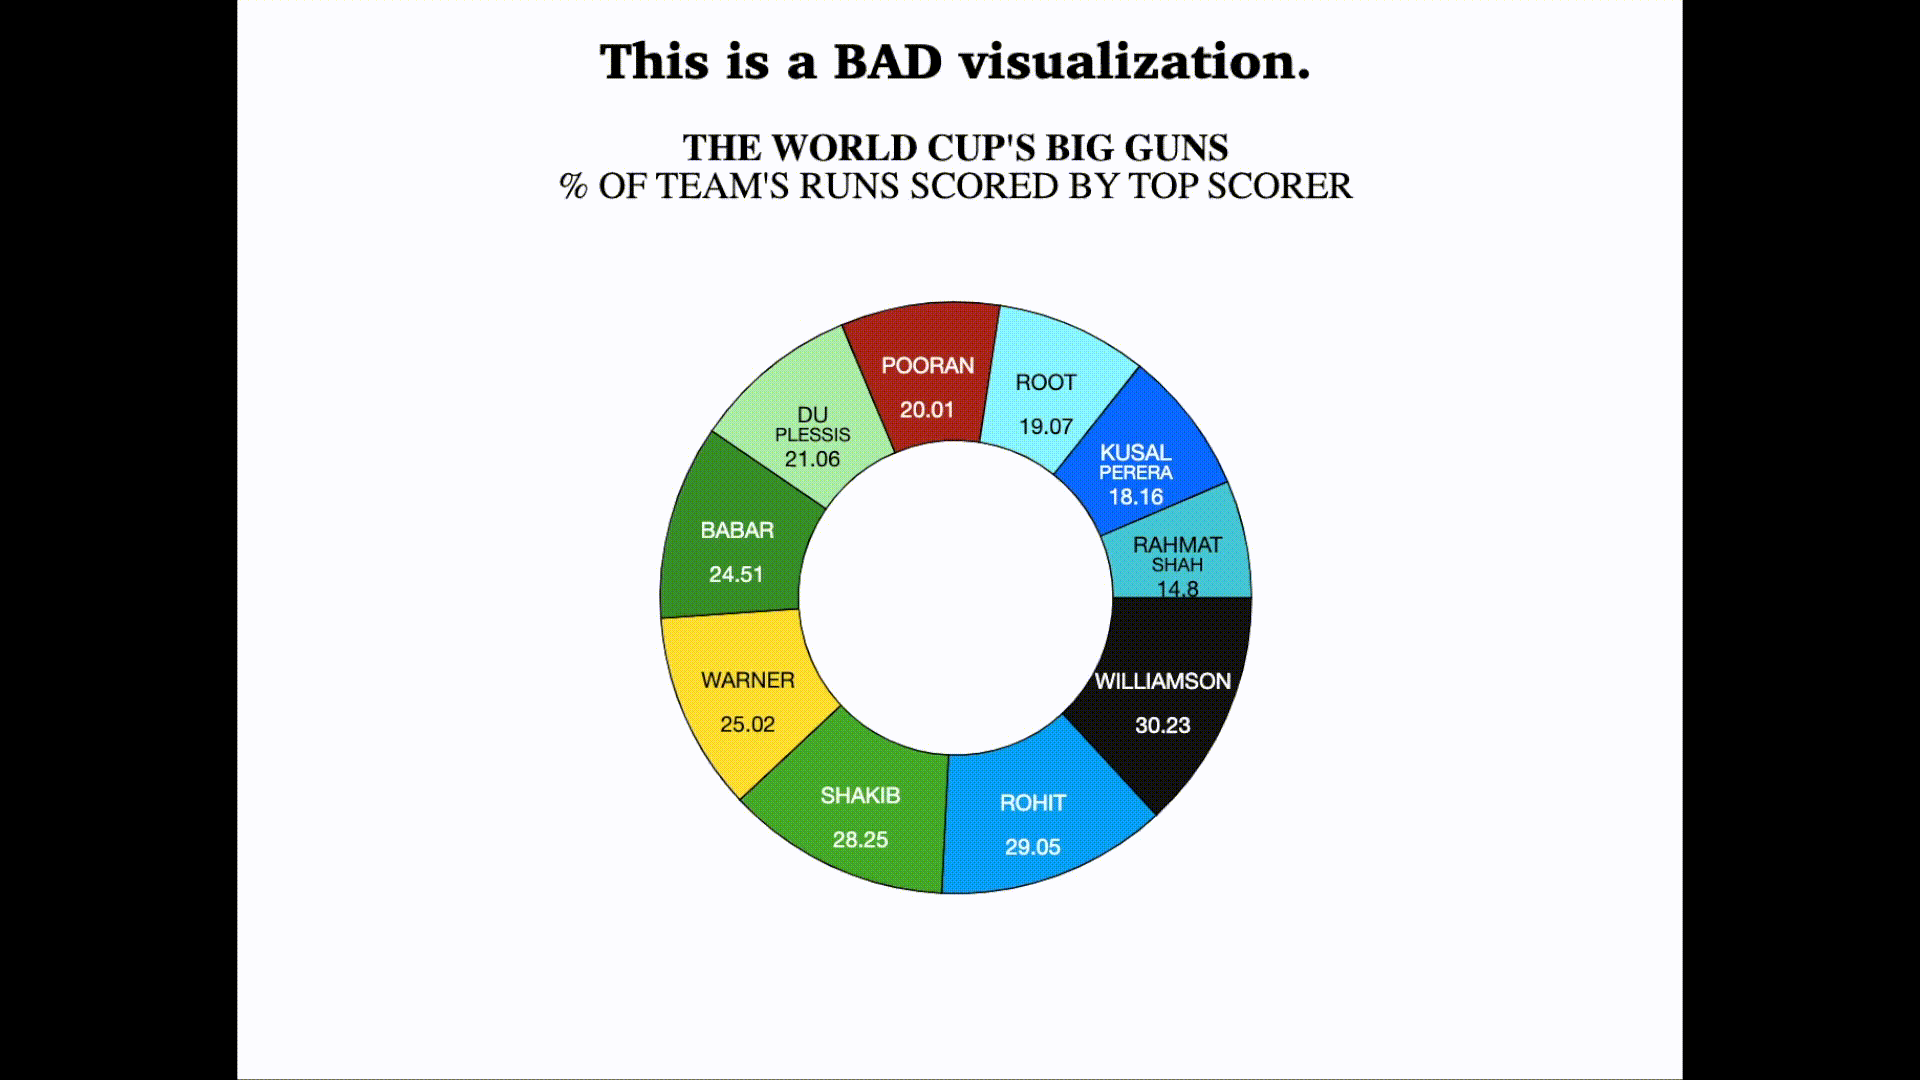 This is a BAD visualization.
THE WORLD CUP'S BIG GUNS
% OF TEAM'S RUNS SCORED BY TOP SCORER
POORAN
20.01
ROOT
19.07
KUSAL
PERERA
18.16
RAHMAT
SHAH
14.8
WILLIAMSON
30.23
ROHIT
29.05
SHAKIB
28.25
WARNER
25.02
BABAR
24.51
DU
PLESSIS
21.06